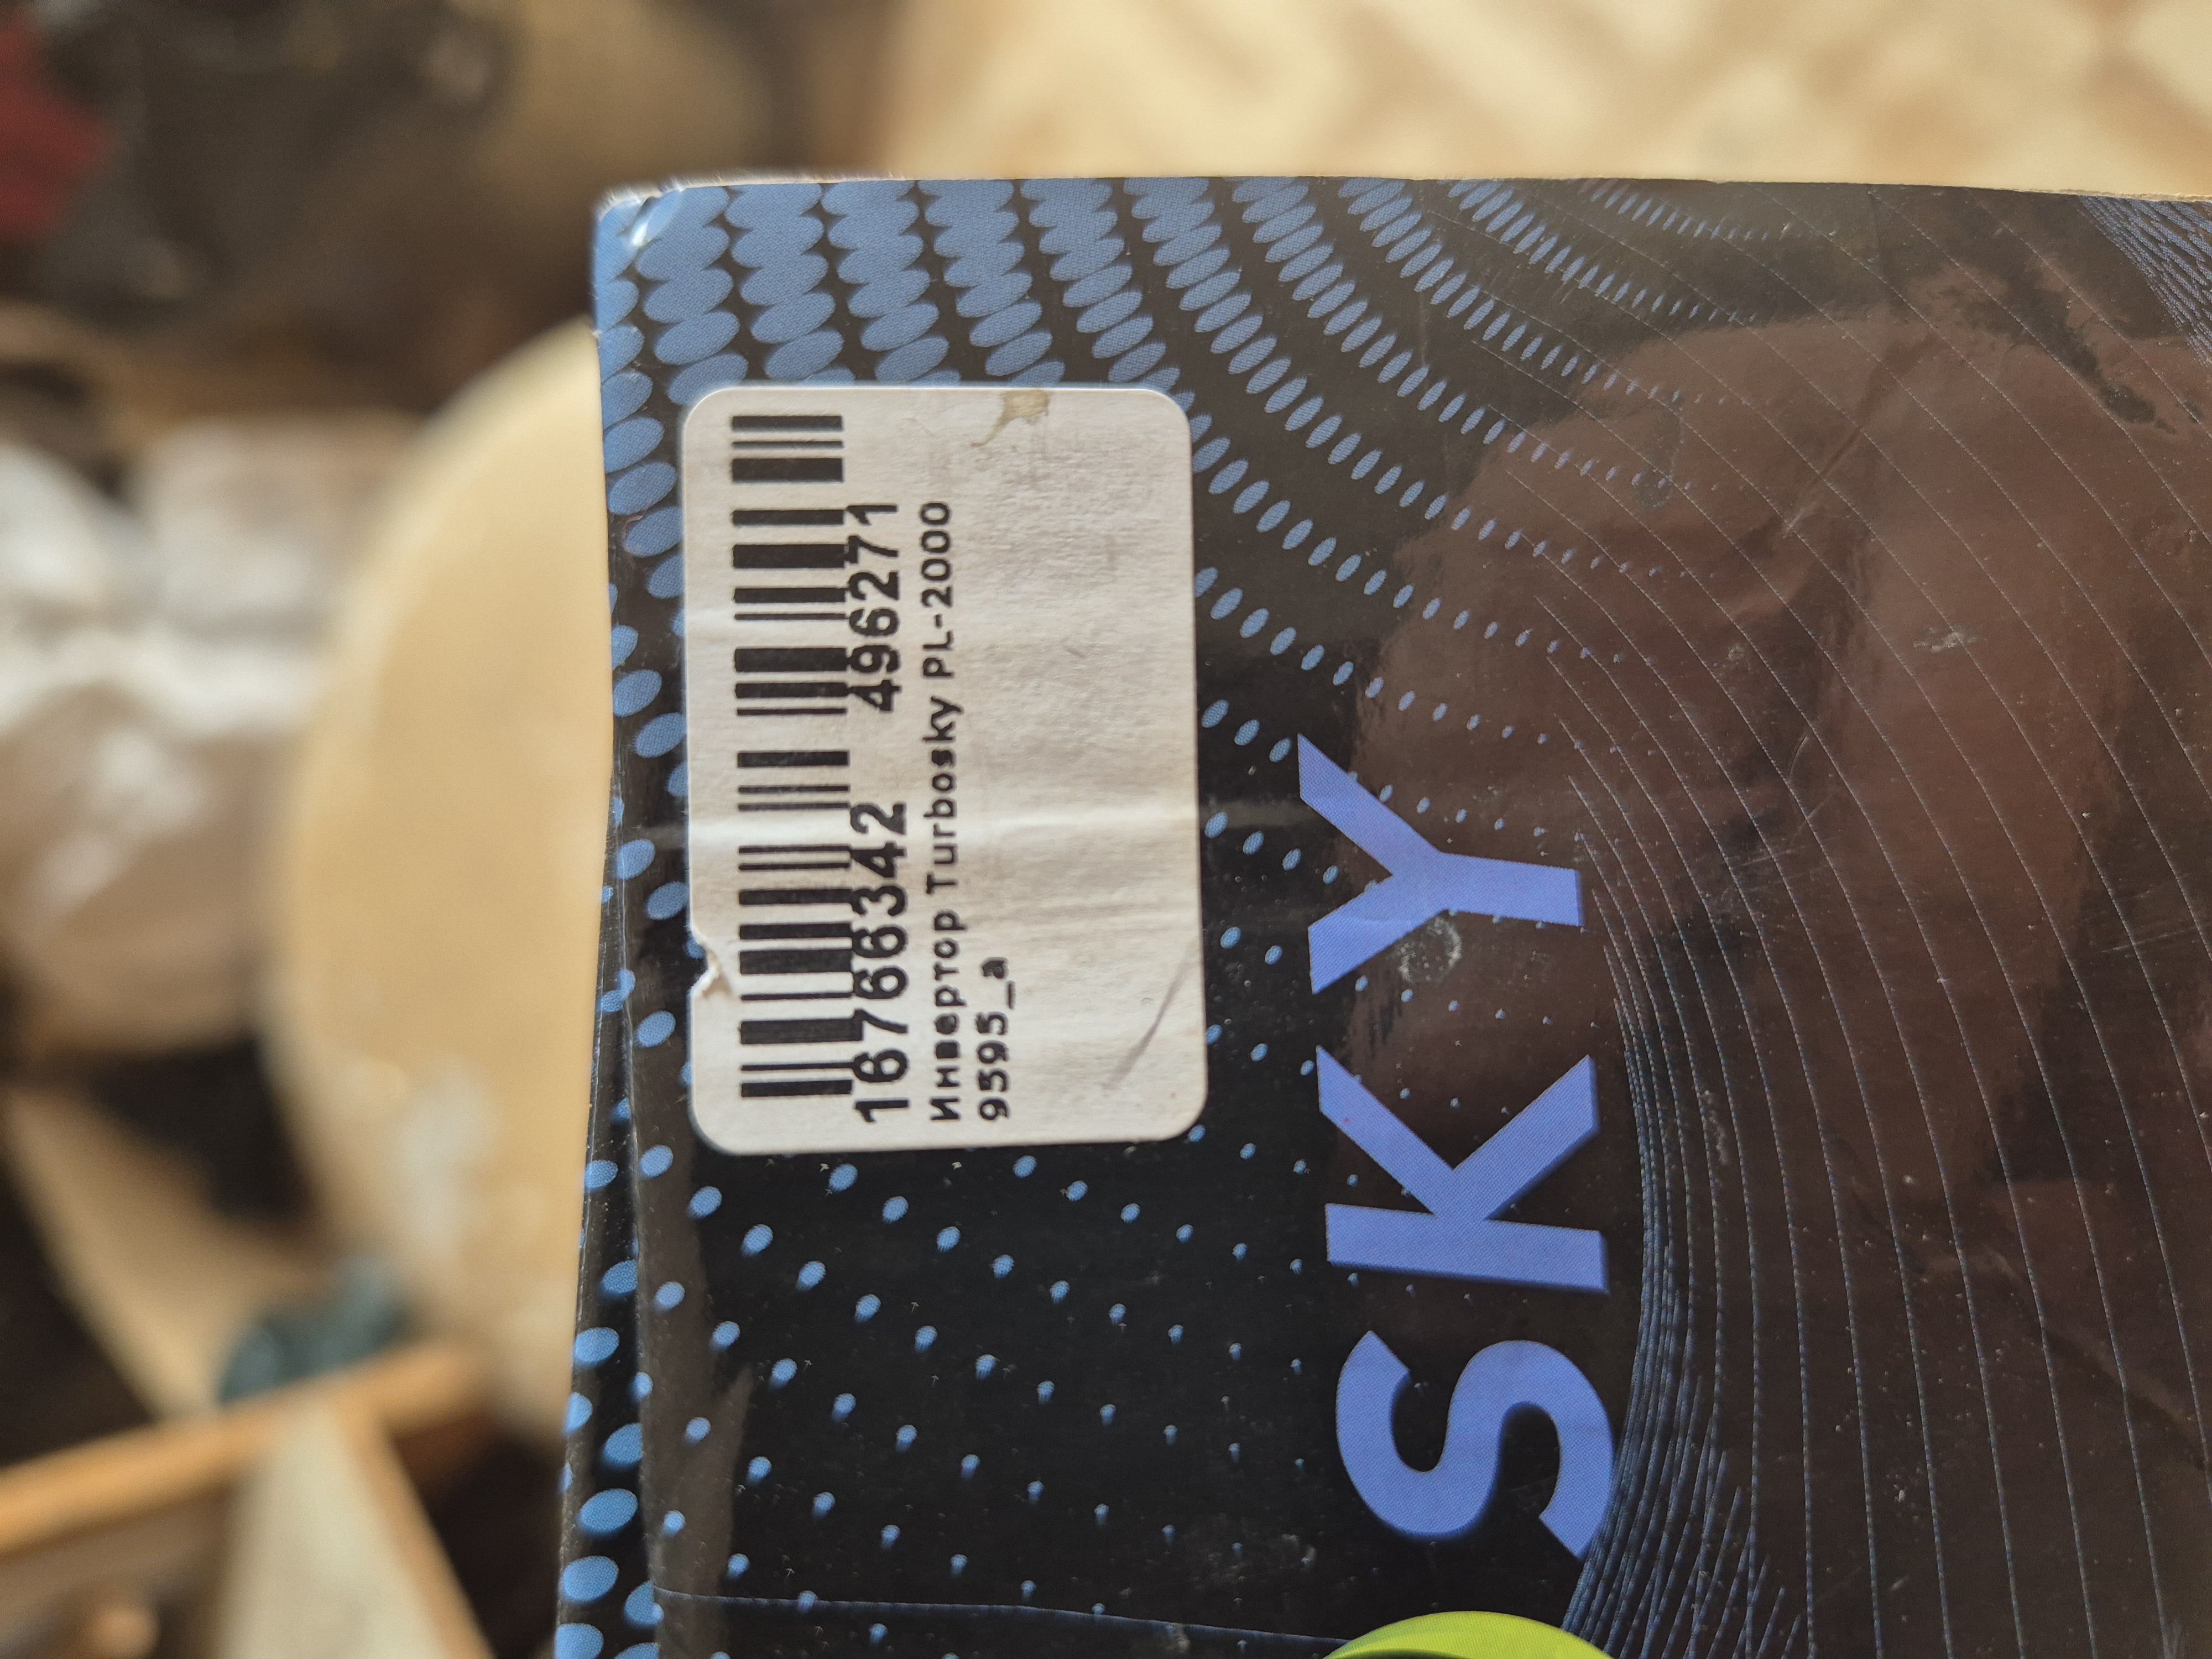 16766342 496271
Инвертор Turbosky PL-2000
9595_a
SKY